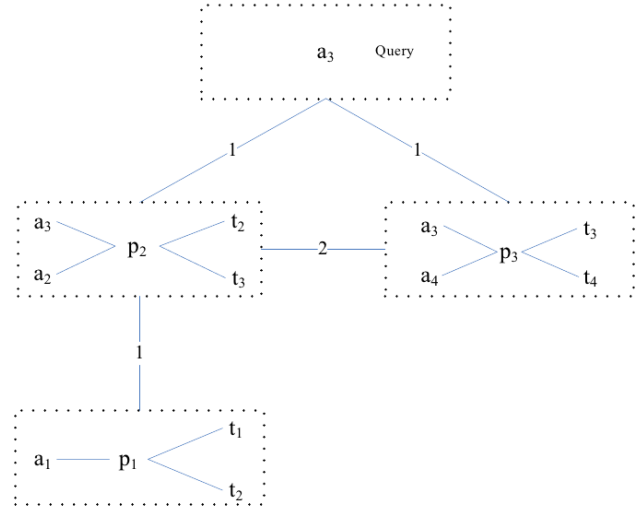 a₃ Query
1 1
a₃ t₂
p₂
a₂ t₃
2
a₃ t₃
p₃
a₄ t₄
1
t₁
a₁ p₁
t₂